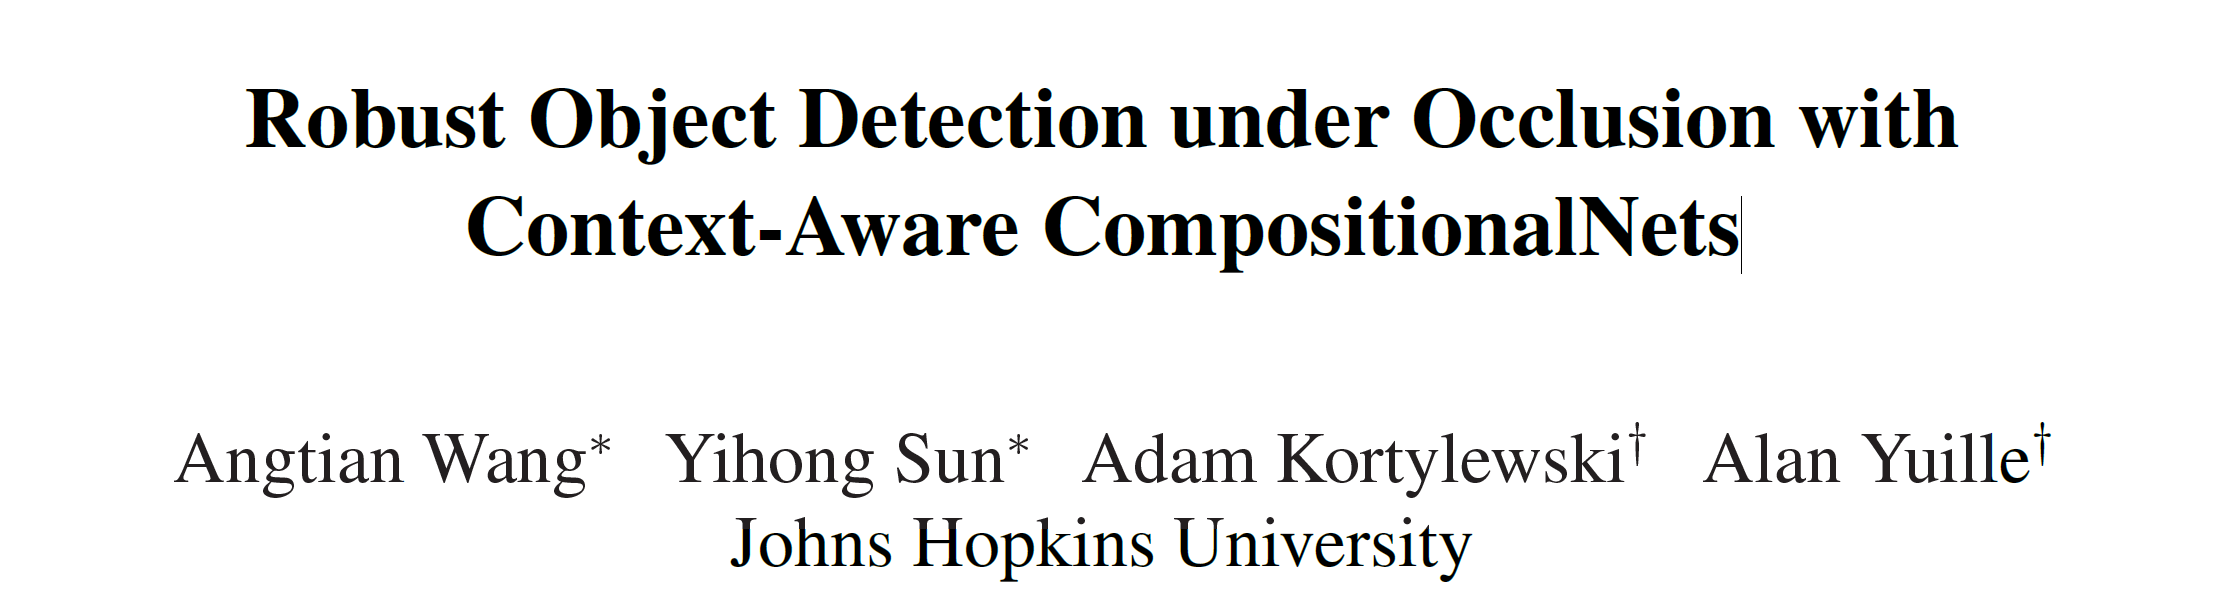 Robust Object Detection under Occlusion with
Context-Aware CompositionalNets
Angtian Wang* Yihong Sun* Adam Kortylewski† Alan Yuille†
Johns Hopkins University